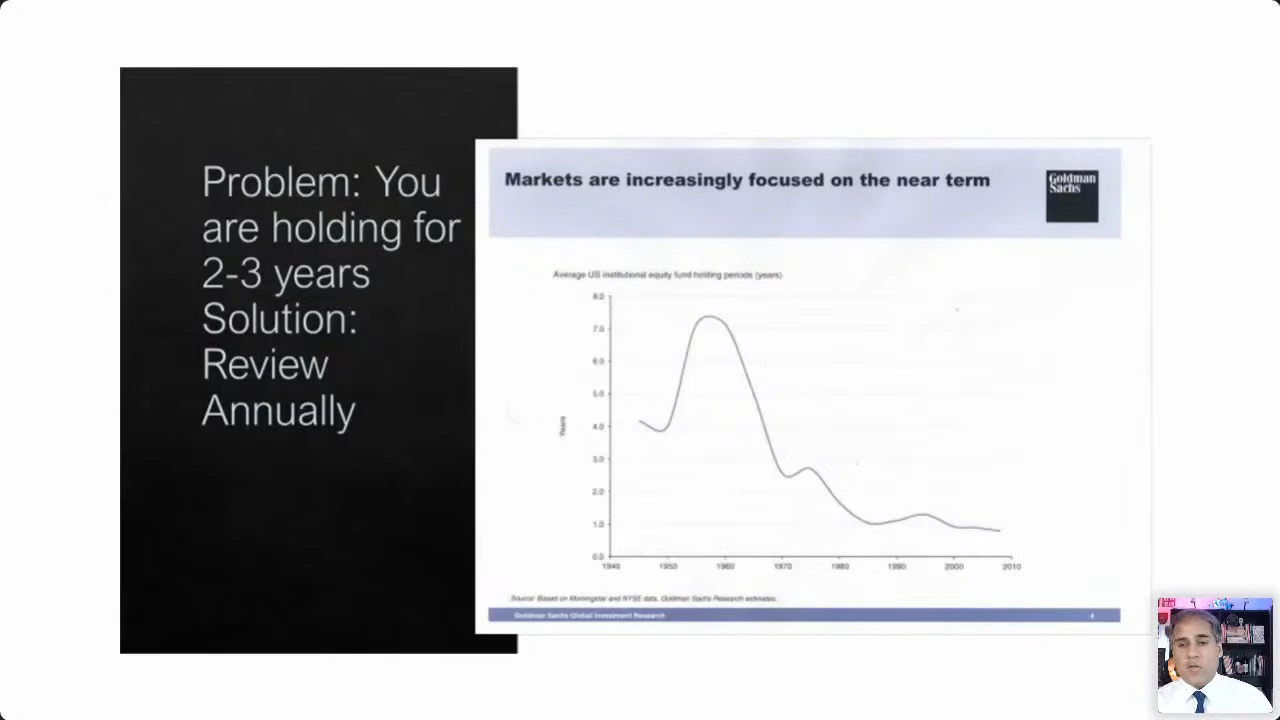 Problem: You
are holding for
2-3 years
Solution:
Review
Annually
Markets are increasingly focused on the near term
Goldman
Sachs
Average US institutional equity fund holding periods (years)
8.0
7.0
6.0
5.0
4.0
3.0
2.0
1.0
0.0
Years
1940 1950 1960 1970 1980 1990 2000 2010
Source: Based on Morningstar and NYSE data, Goldman Sachs Research estimates.
Goldman Sachs Global Investment Research
4